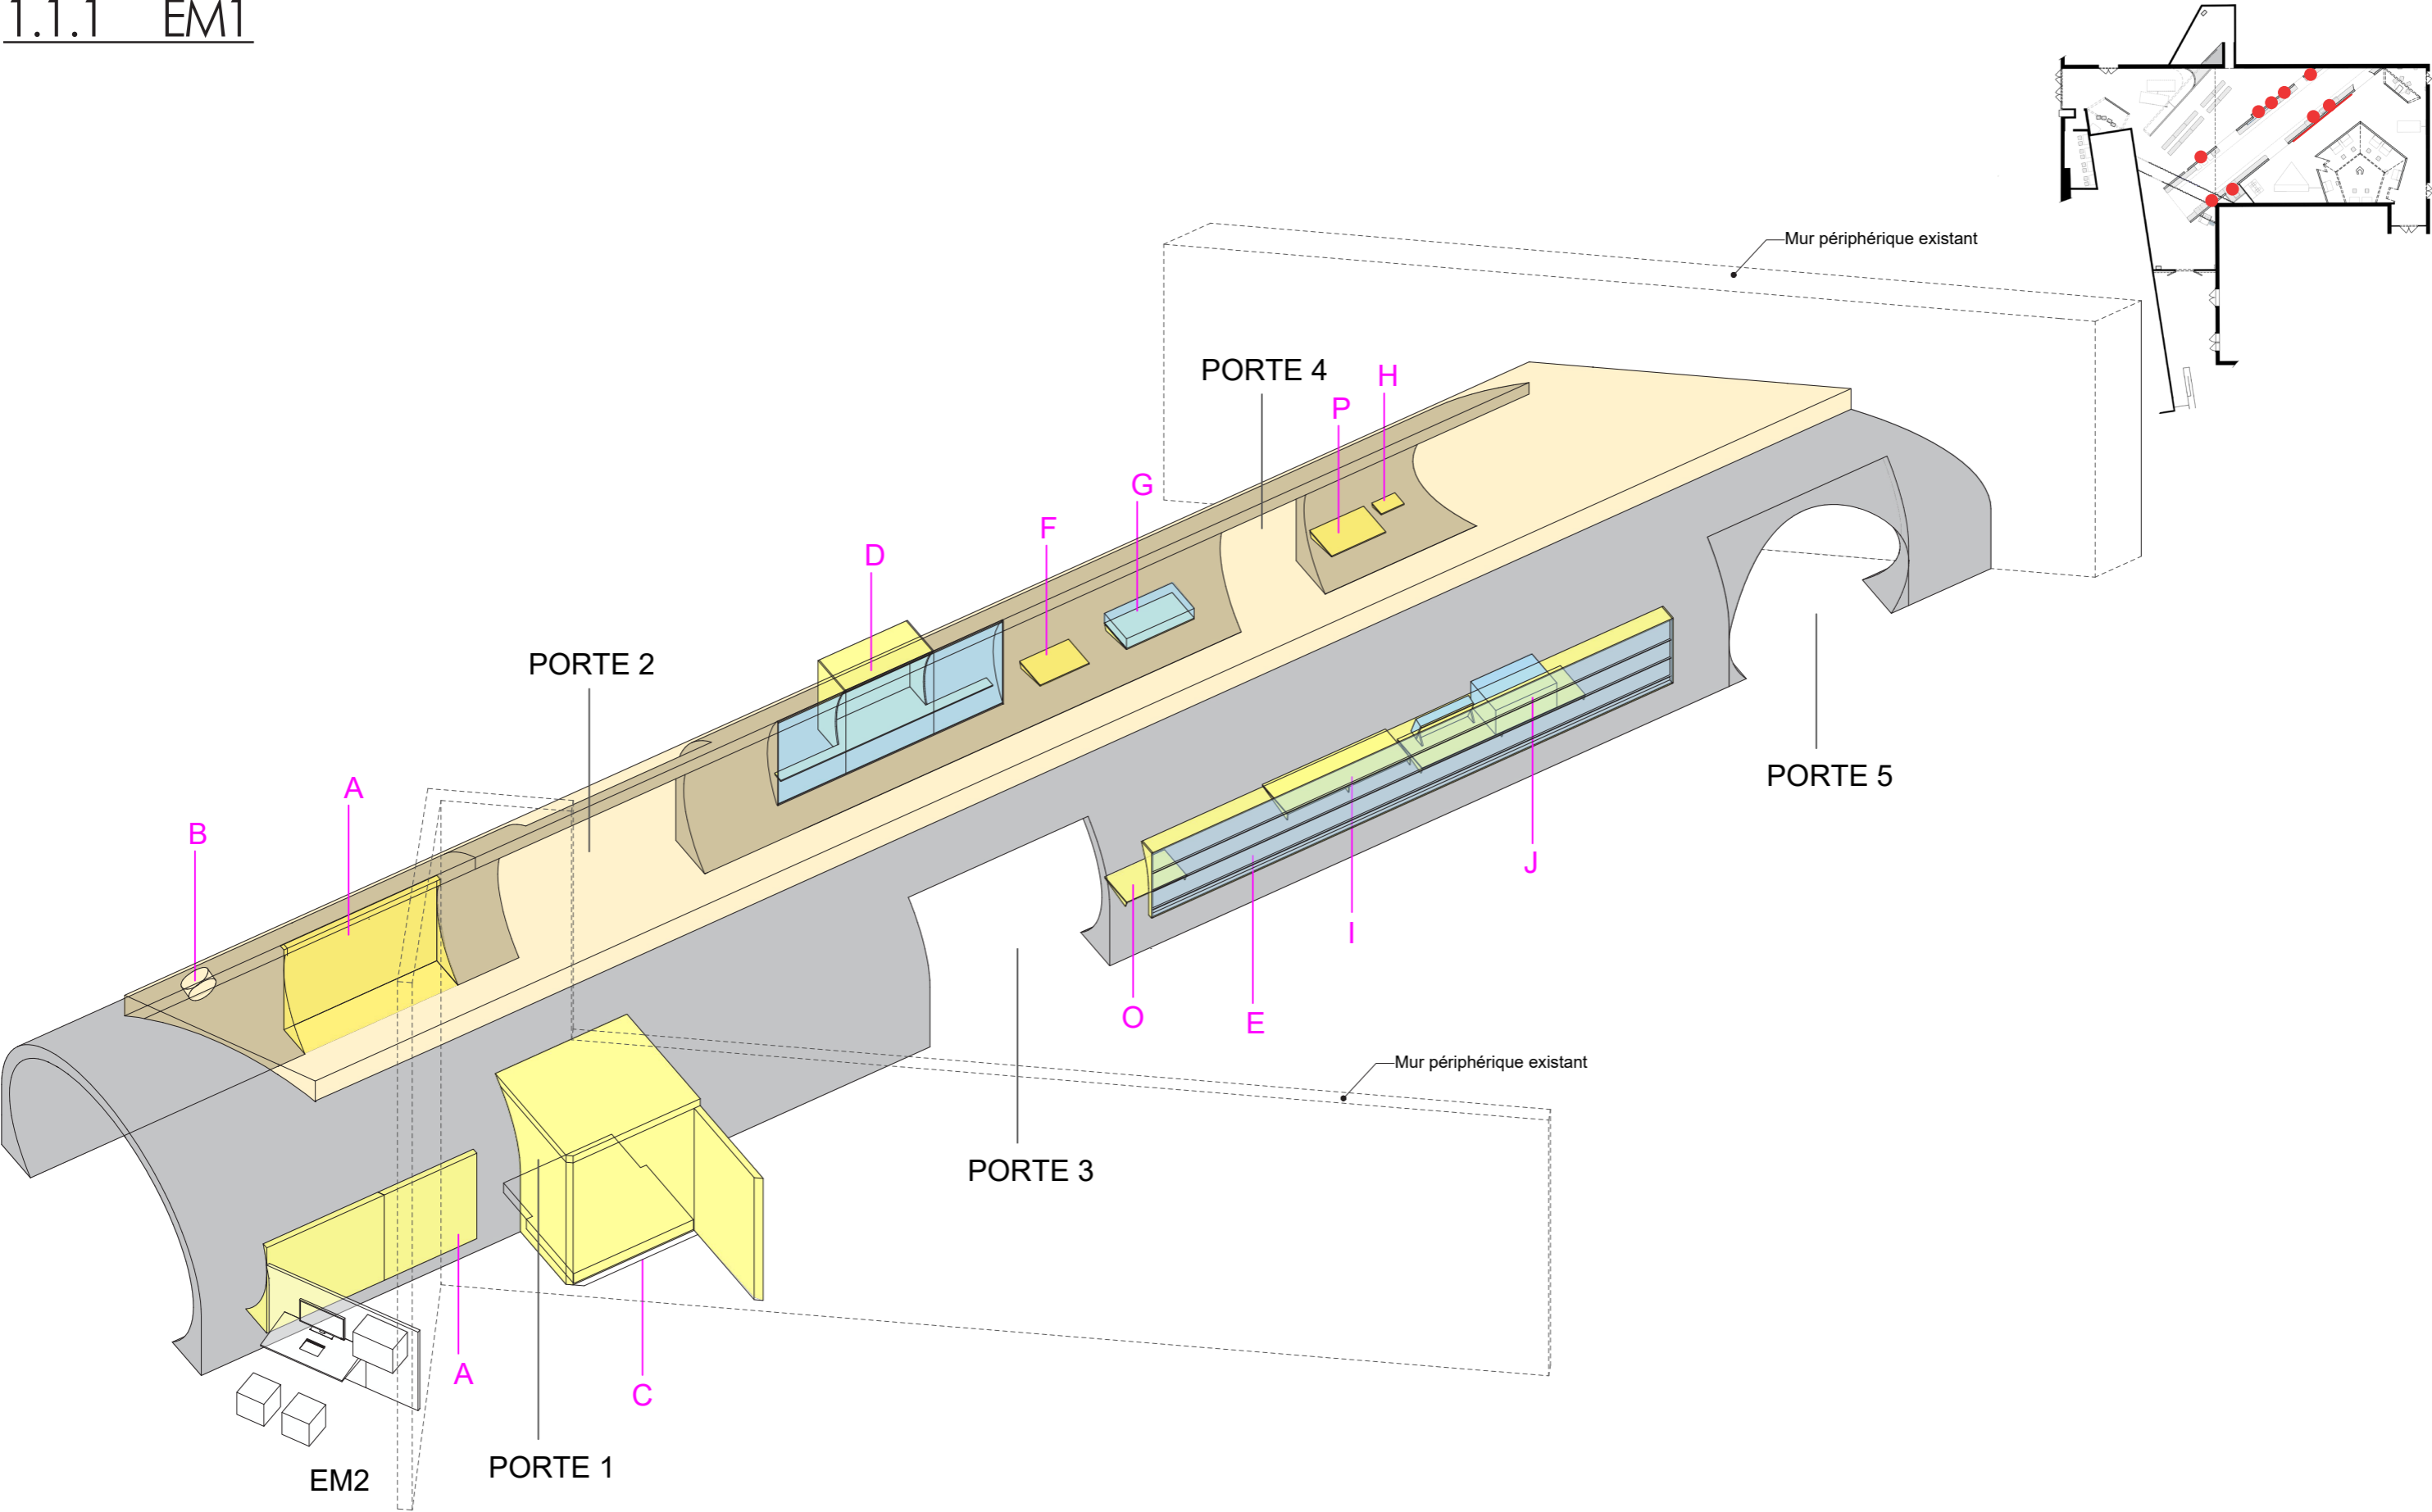 1.1.1 EM1
Mur périphérique existant
PORTE 4
H
P
G
F
D
PORTE 2
PORTE 5
A
B
J
I
O
E
Mur périphérique existant
PORTE 3
A
C
PORTE 1
EM2